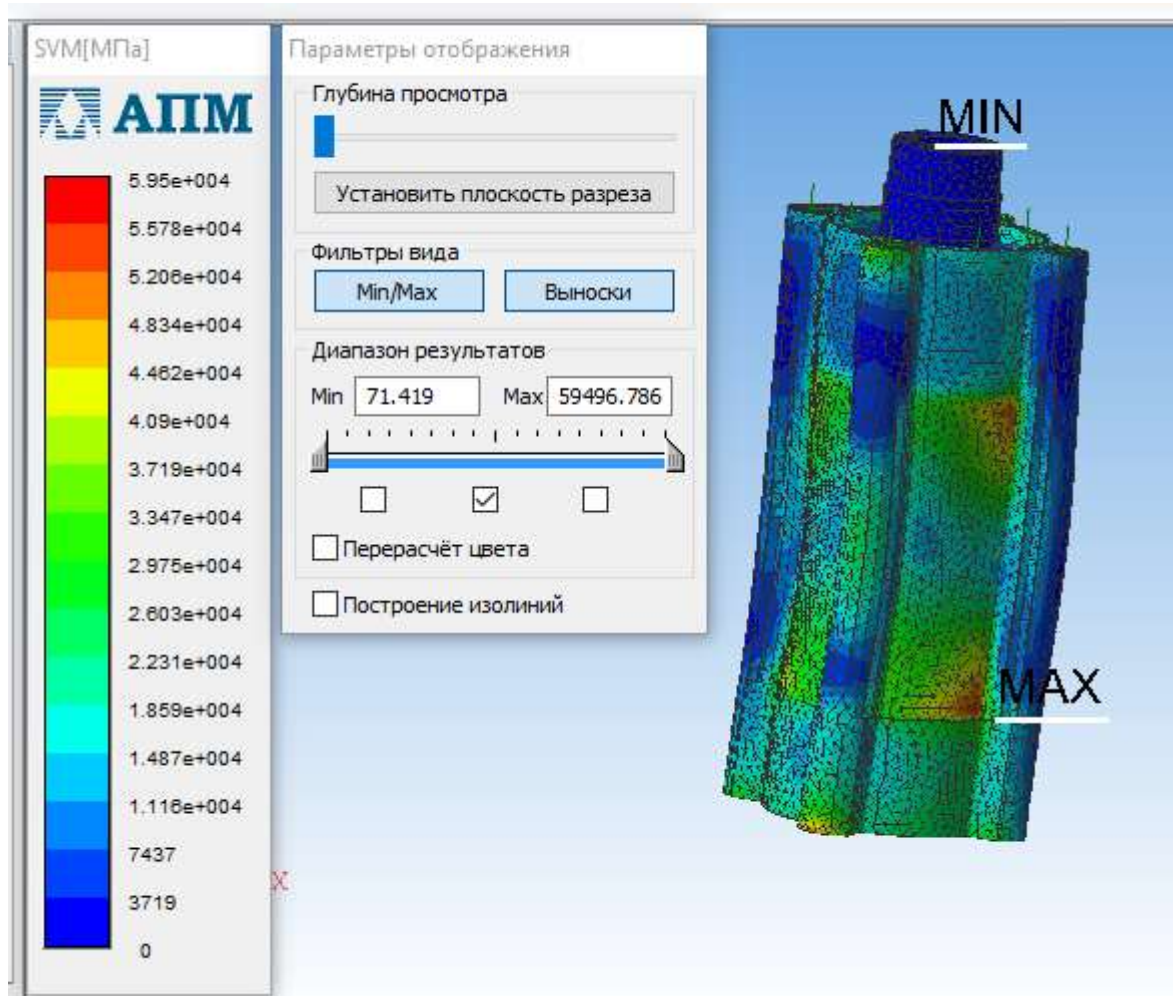 SVM[МПа]
АПМ
5.95e+004
5.578e+004
5.206e+004
4.834e+004
4.462e+004
4.09e+004
3.719e+004
3.347e+004
2.975e+004
2.603e+004
2.231e+004
1.859e+004
1.487e+004
1.116e+004
7437
3719
0
Параметры отображения
Глубина просмотра
Установить плоскость разреза
Фильтры вида
Min/Max Выноски
Диапазон результатов
Min 71.419 Max 59496.786
Перерасчёт цвета
Построение изолиний
X
MIN
MAX